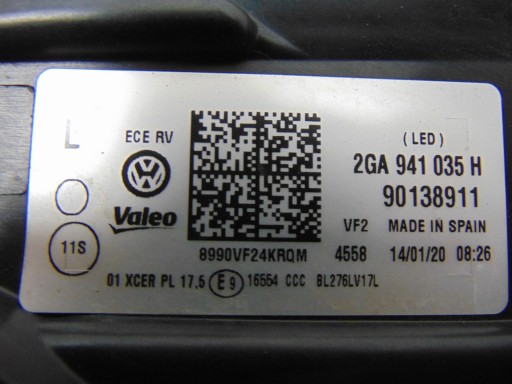 L
ECE RV
(LED)
2GA 941 035 H
90138911
Valeo
VF2 MADE IN SPAIN
11S
8990VF24KRQM 4558 14/01/20 08:26
01 XCER PL 17.5 E9 16554 CCC BL276LV17L